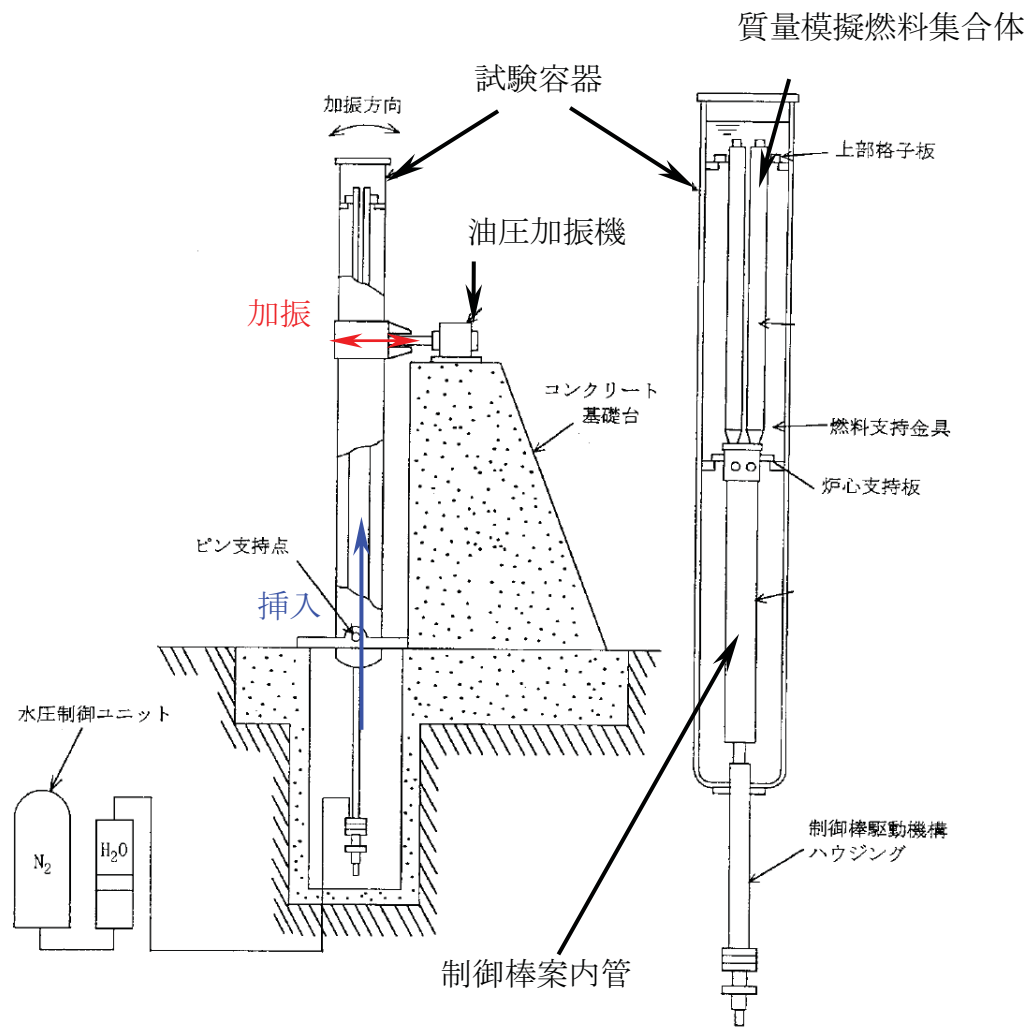 質量模擬燃料集合体
試験容器
加振方向
上部格子板
油圧加振機
加振
コンクリート
基礎台
燃料支持金具
炉心支持板
ピン支持点
挿入
水圧制御ユニット
N₂
H₂O
制御棒駆動機構
ハウジング
制御棒案内管